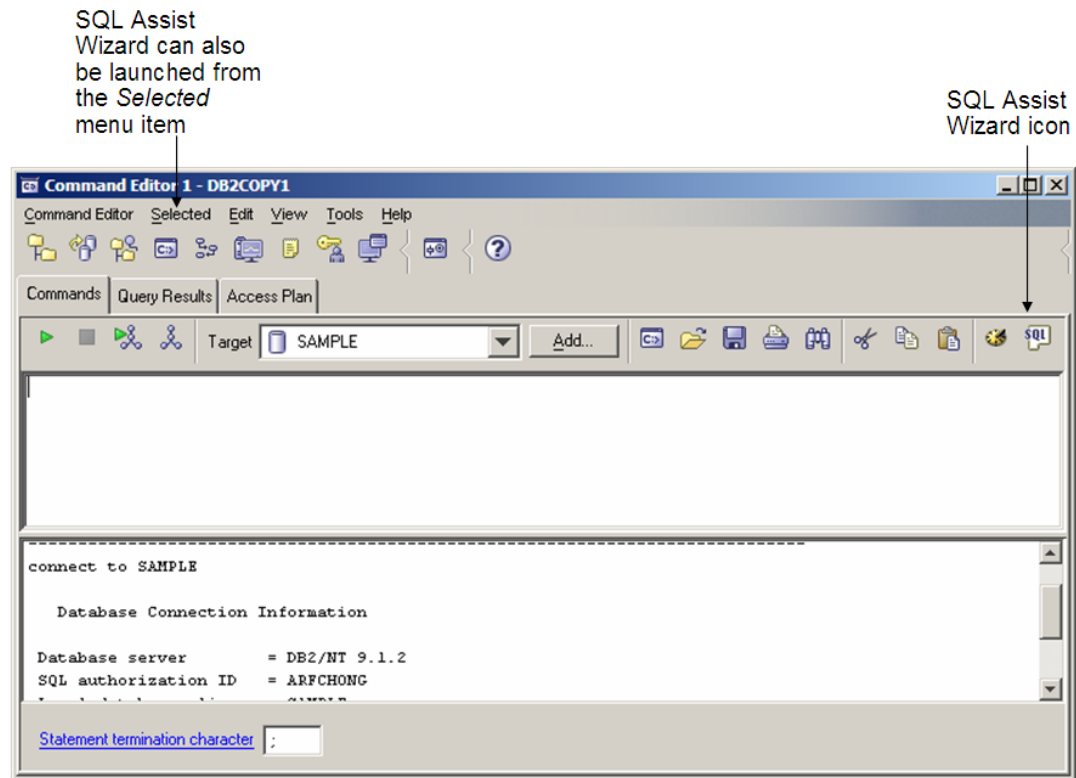 SQL Assist
Wizard can also
be launched from
the Selected
menu item
SQL Assist
Wizard icon
Command Editor 1 - DB2COPY1
Command Editor Selected Edit View Tools Help
Commands Query Results Access Plan
Target SAMPLE Add... SQL
------------------------------------------------------------------------------
connect to SAMPLE
Database Connection Information
Database server = DB2/NT 9.1.2
SQL authorization ID = ARFCHONG
Statement termination character ;